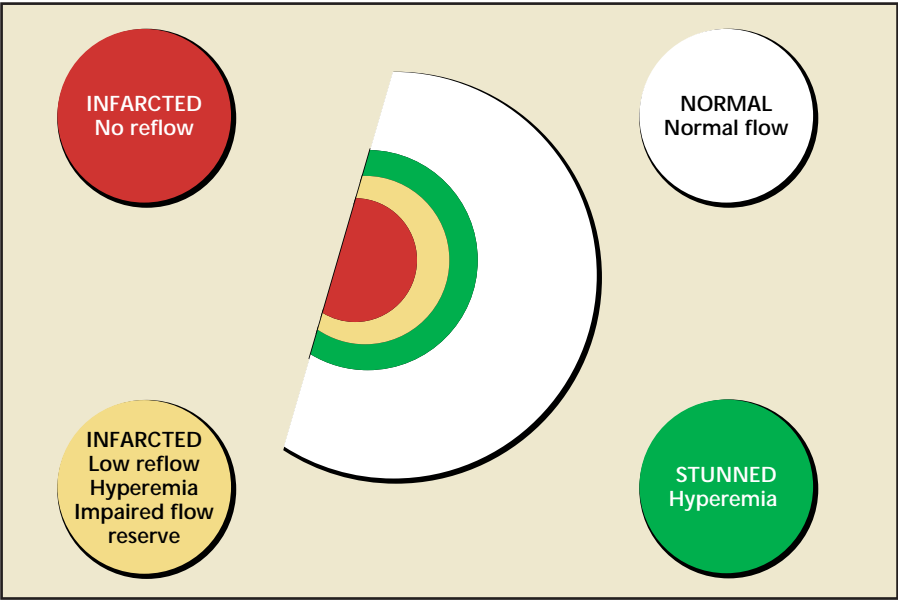 INFARCTED
No reflow
NORMAL
Normal flow
INFARCTED
Low reflow
Hyperemia
Impaired flow
reserve
STUNNED
Hyperemia